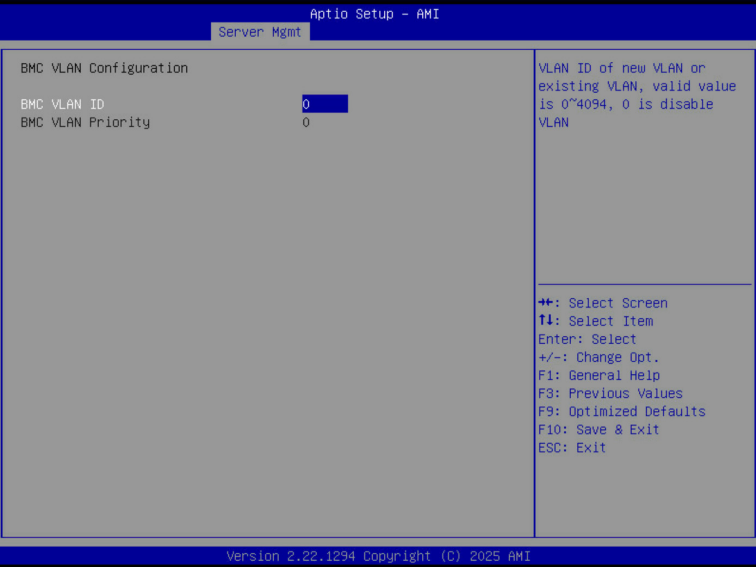 Aptio Setup – AMI
Server Mgmt
BMC VLAN Configuration
BMC VLAN ID 0
BMC VLAN Priority 0
VLAN ID of new VLAN or
existing VLAN, valid value
is 0~4094, 0 is disable
VLAN
→←: Select Screen
↑↓: Select Item
Enter: Select
+/-: Change Opt.
F1: General Help
F3: Previous Values
F9: Optimized Defaults
F10: Save & Exit
ESC: Exit
Version 2.22.1294 Copyright (C) 2025 AMI